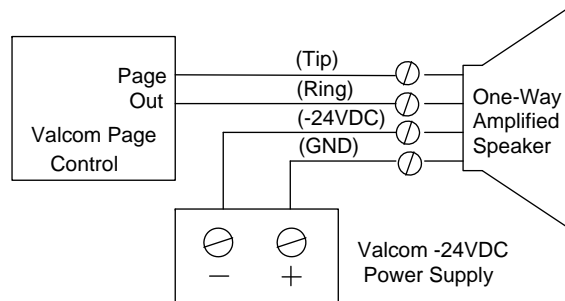 Page
Out
Valcom Page
Control
(Tip)
(Ring)
(-24VDC)
(GND)
One-Way
Amplified
Speaker
− +
Valcom -24VDC
Power Supply